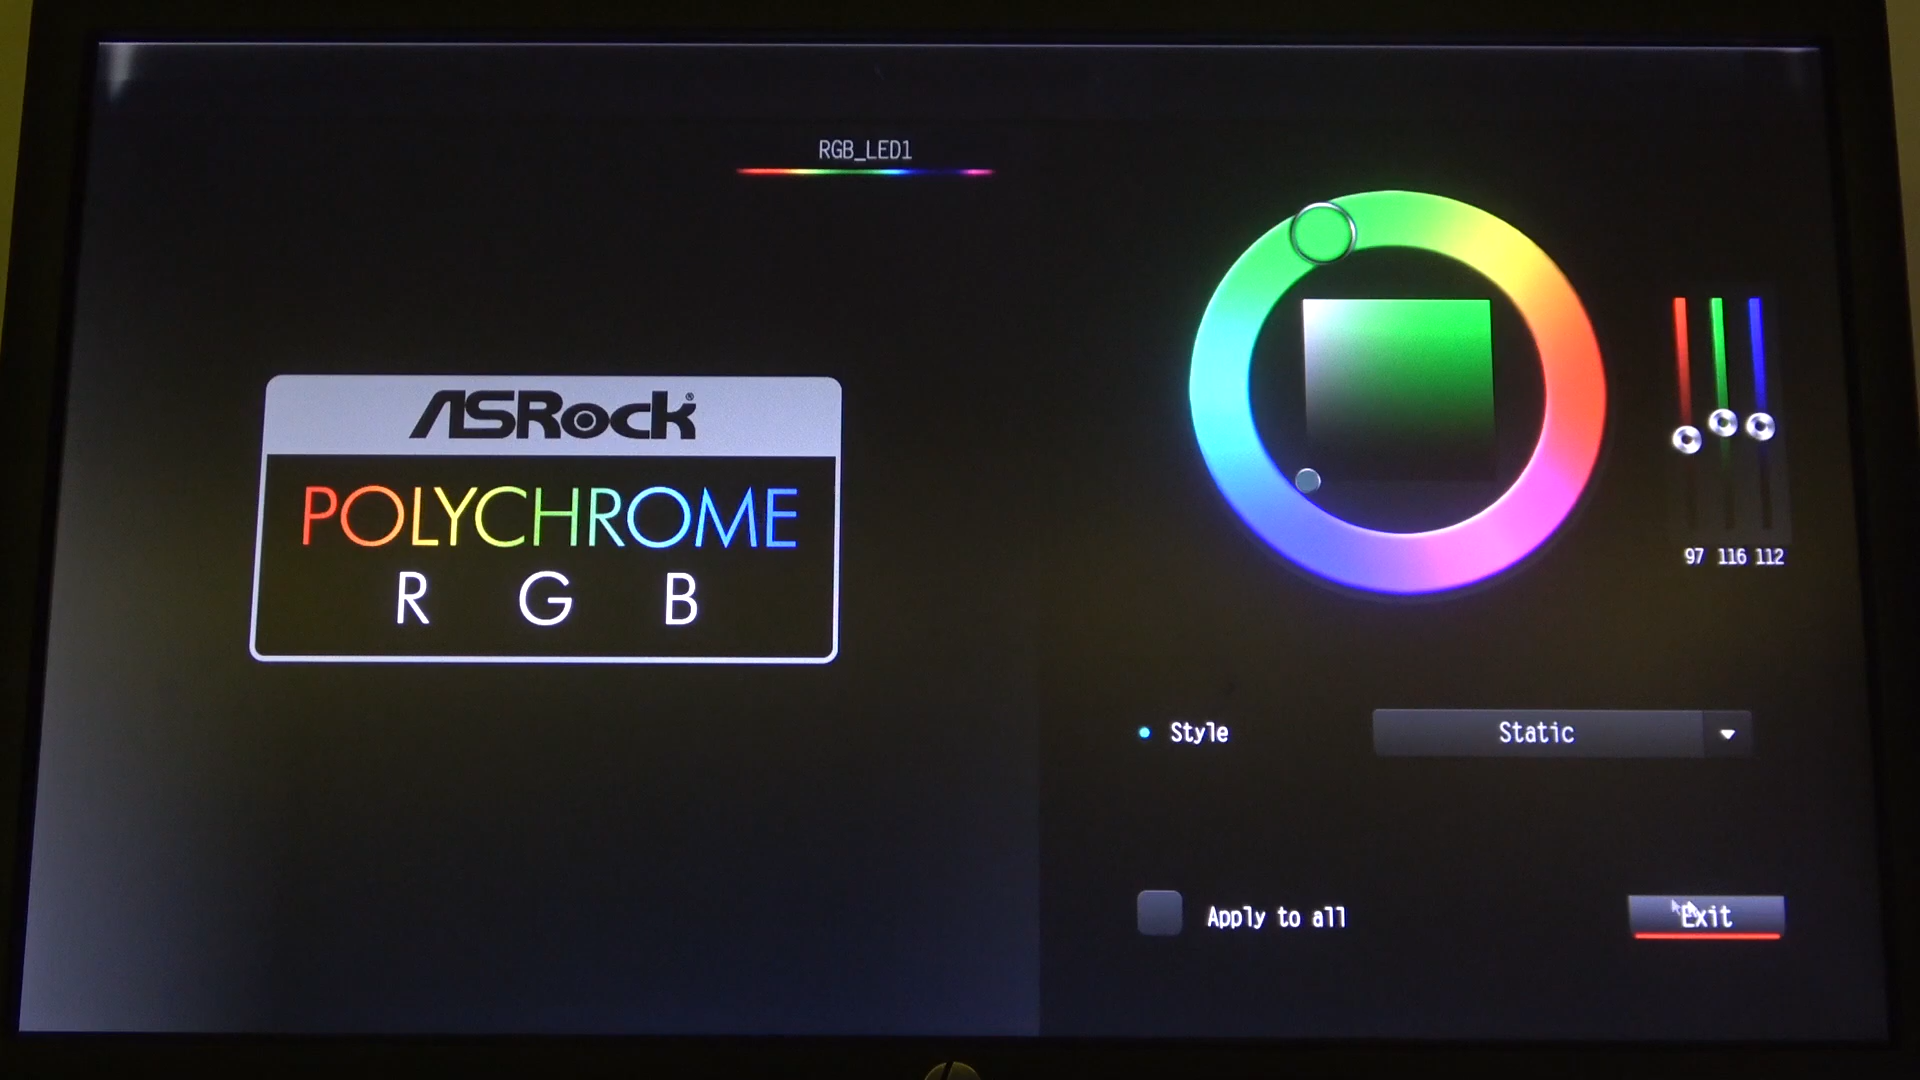 RGB_LED1
ASRock®
POLYCHROME
R G B
97 116 112
Style
Static
Apply to all
Exit